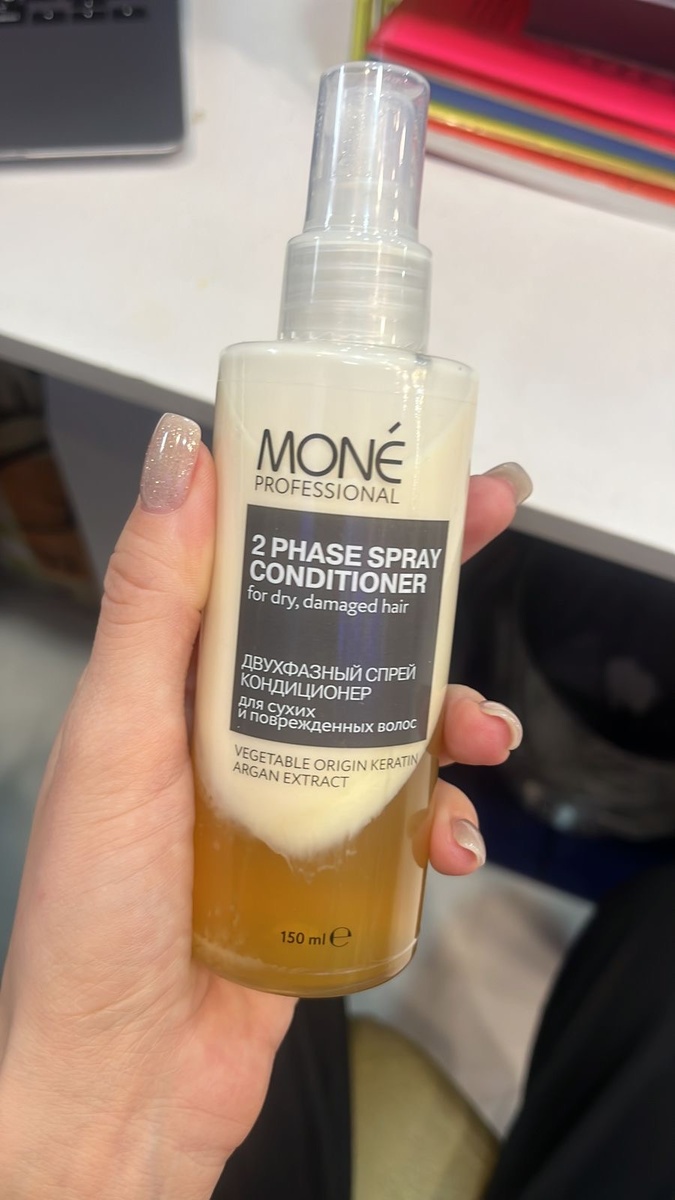 MONÉ
PROFESSIONAL
2 PHASE SPRAY
CONDITIONER
for dry, damaged hair
ДВУХФАЗНЫЙ СПРЕЙ
КОНДИЦИОНЕР
для сухих
и поврежденных волос
VEGETABLE ORIGIN KERATIN
ARGAN EXTRACT
150 ml ℮